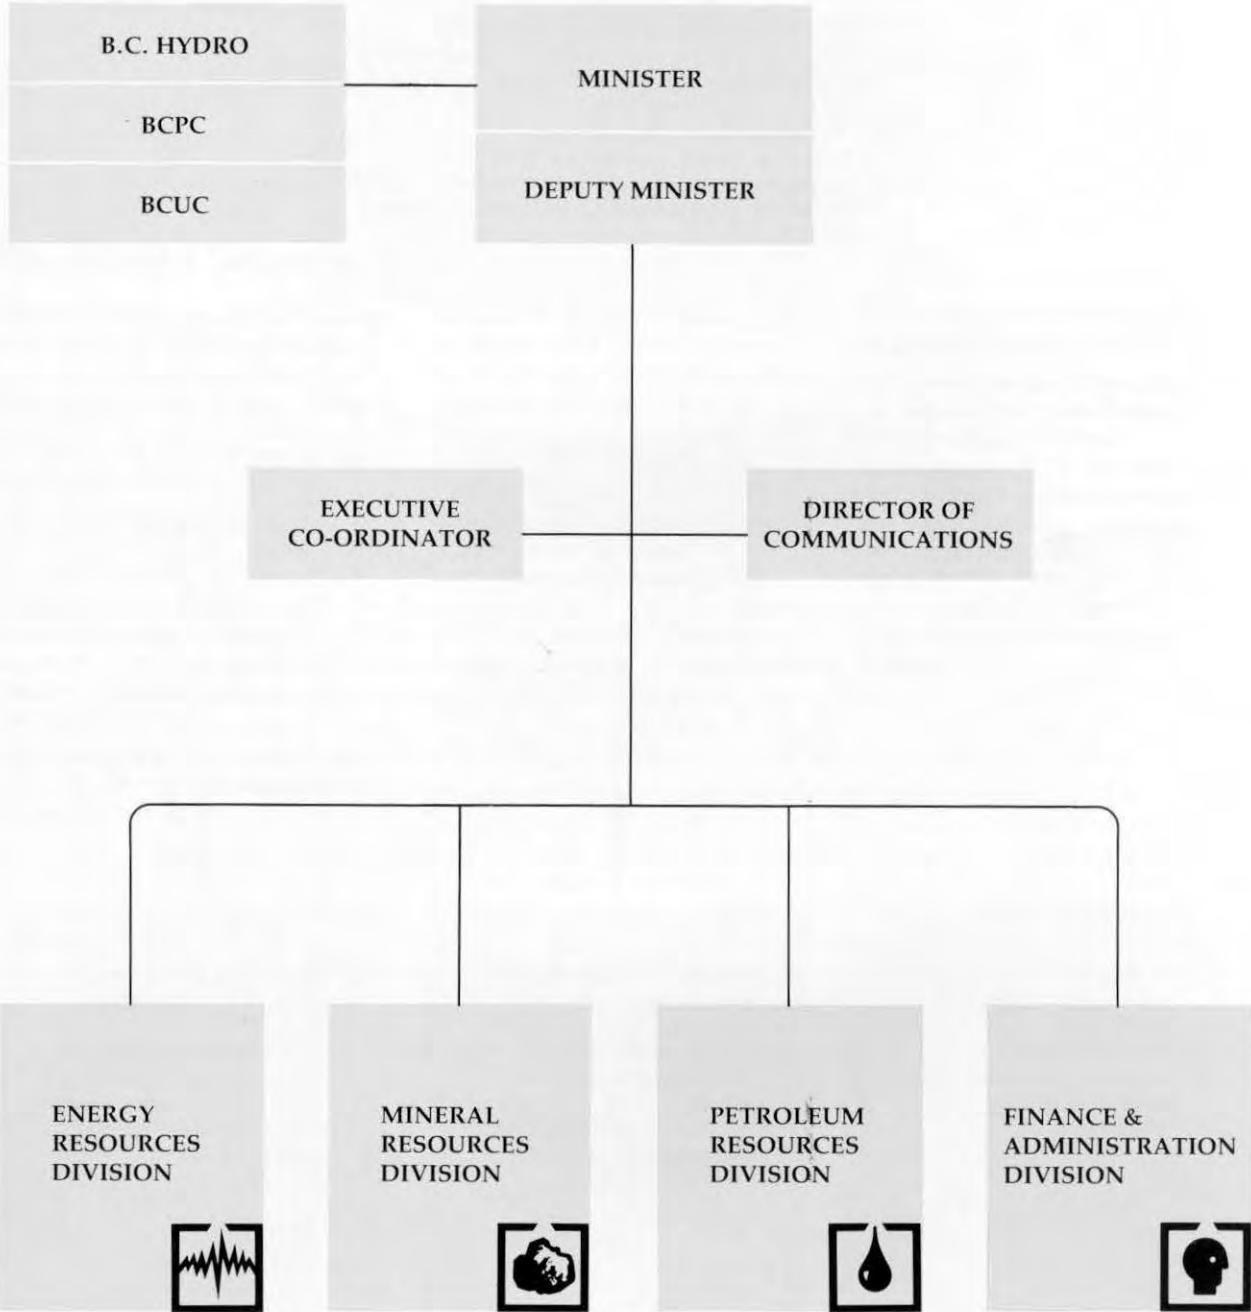 B.C. HYDRO
BCPC
BCUC
MINISTER
DEPUTY MINISTER
EXECUTIVE
CO-ORDINATOR
DIRECTOR OF
COMMUNICATIONS
ENERGY
RESOURCES
DIVISION
MINERAL
RESOURCES
DIVISION
PETROLEUM
RESOURCES
DIVISION
FINANCE &
ADMINISTRATION
DIVISION